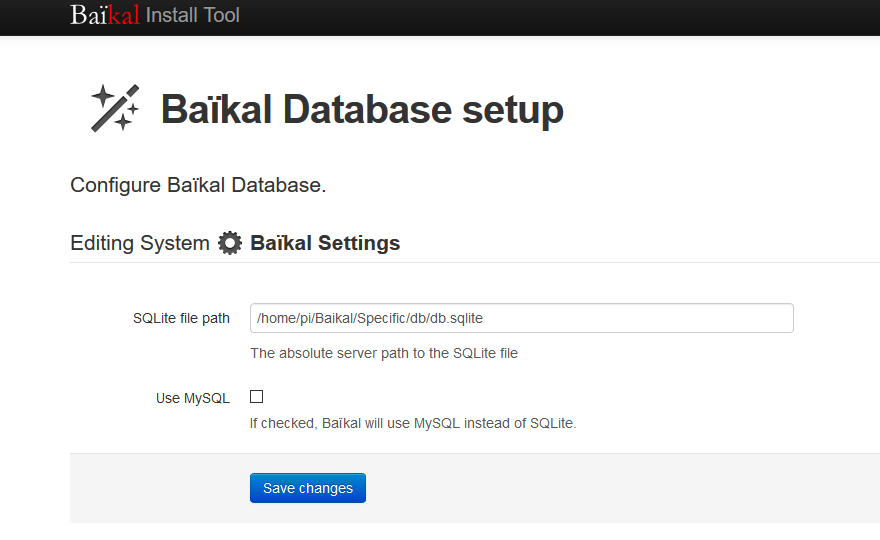 Baïkal Install Tool
Baïkal Database setup
Configure Baïkal Database.
Editing System Baïkal Settings
SQLite file path /home/pi/Baikal/Specific/db/db.sqlite
The absolute server path to the SQLite file
Use MySQL
If checked, Baïkal will use MySQL instead of SQLite.
Save changes